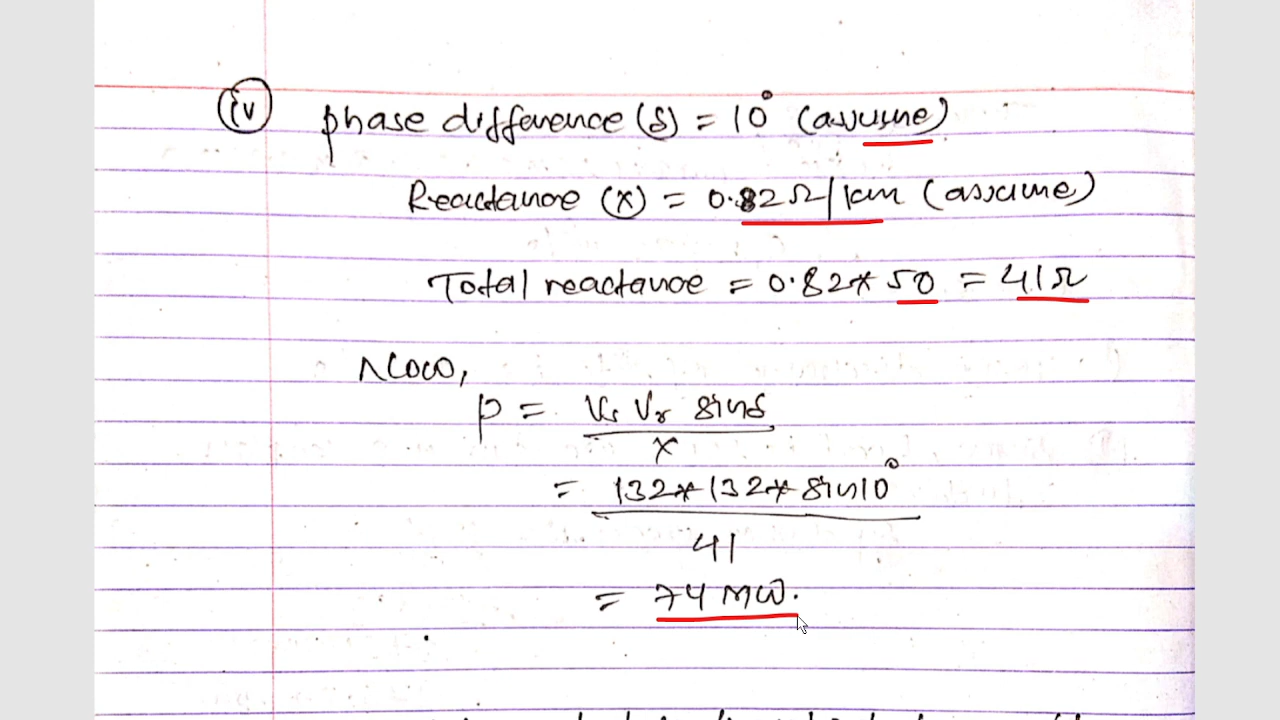 (iv) phase difference (δ) = 10° (assume)
Reactance (x) = 0.82Ω/km (assume)
Total reactance = 0.82* 50 = 41Ω
Now,
P = Vs Vr sinδ
x
= 132*132* sin10°
41
= 74 MW.